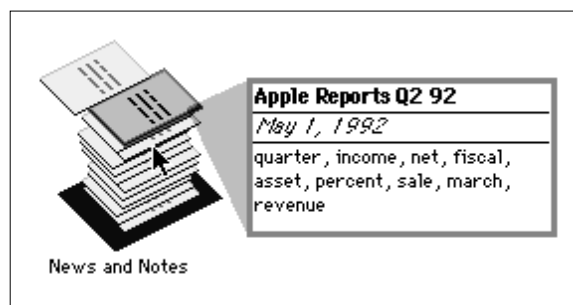 Apple Reports Q2 92
May 1, 1992
quarter, income, net, fiscal,
asset, percent, sale, march,
revenue
News and Notes